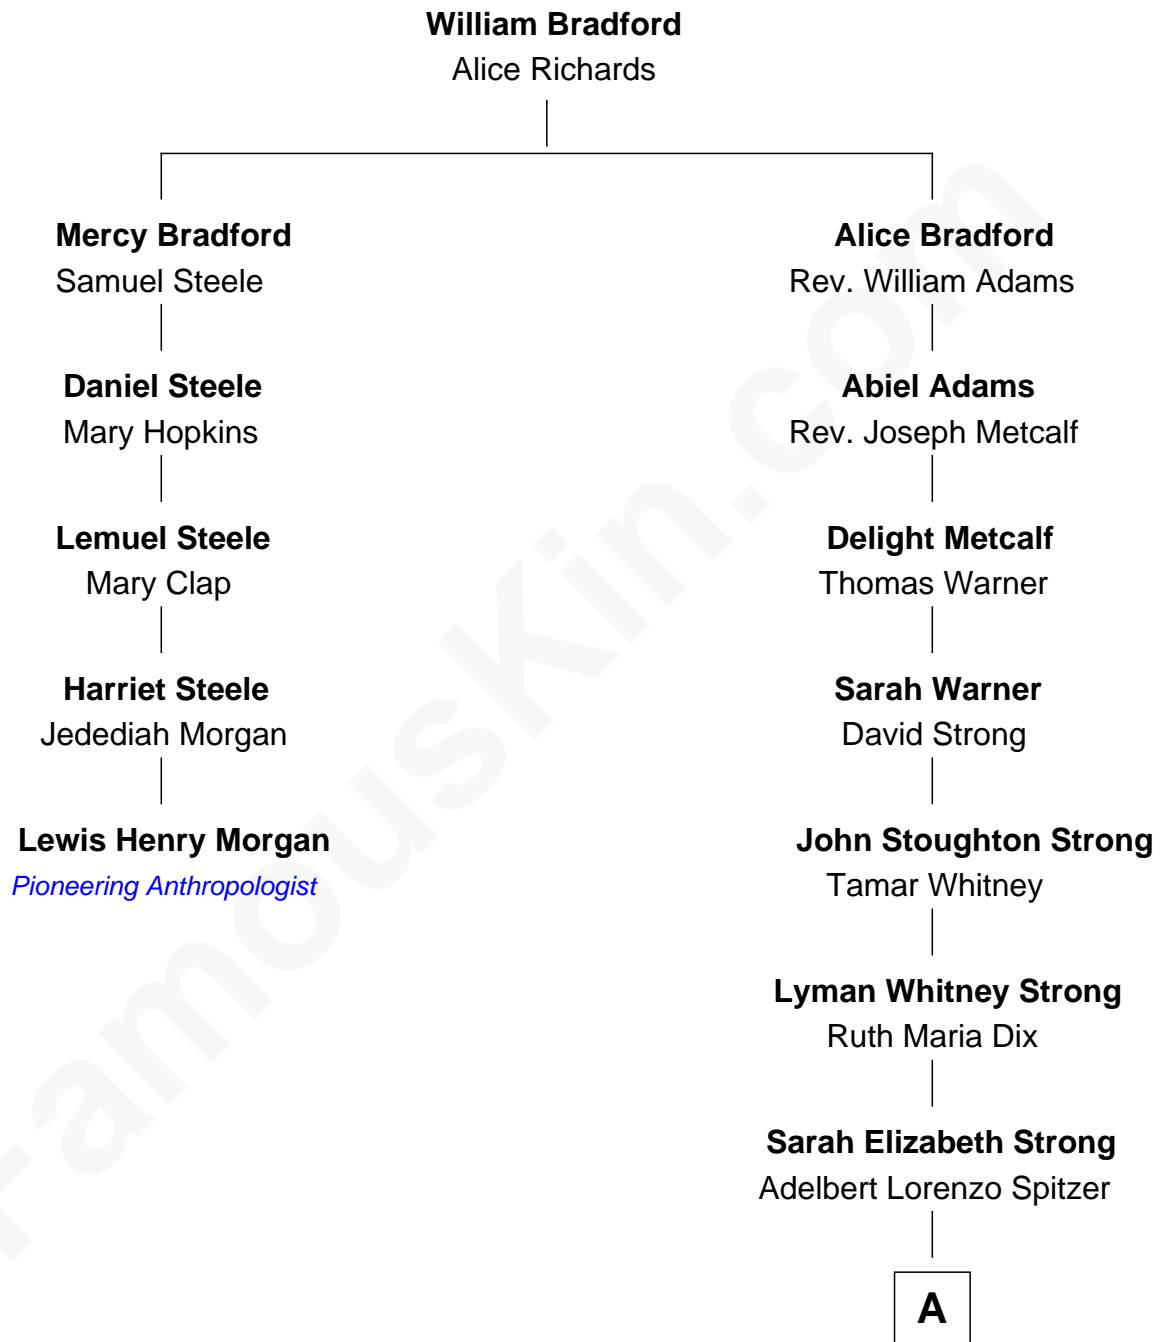 William Bradford
Alice Richards
Mercy Bradford
Samuel Steele
Alice Bradford
Rev. William Adams
Daniel Steele
Mary Hopkins
Abiel Adams
Rev. Joseph Metcalf
Lemuel Steele
Mary Clap
Delight Metcalf
Thomas Warner
Harriet Steele
Jedediah Morgan
Sarah Warner
David Strong
Lewis Henry Morgan
Pioneering Anthropologist
John Stoughton Strong
Tamar Whitney
Lyman Whitney Strong
Ruth Maria Dix
Sarah Elizabeth Strong
Adelbert Lorenzo Spitzer
A
FamousKin.com